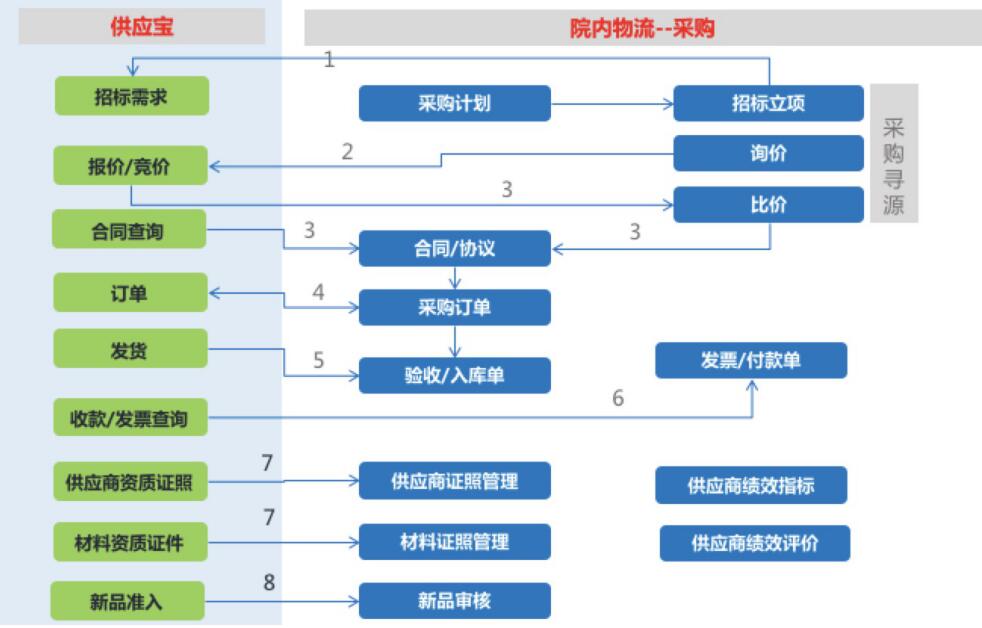 供应宝
院内物流--采购
1
招标需求
采购计划
招标立项
报价/竞价
2
询价
3
比价
采购寻源
合同查询
3
合同/协议
3
订单
4
采购订单
发货
5
验收/入库单
发票/付款单
收款/发票查询
6
供应商资质证照
7
供应商证照管理
供应商绩效指标
材料资质证件
7
材料证照管理
供应商绩效评价
新品准入
8
新品审核